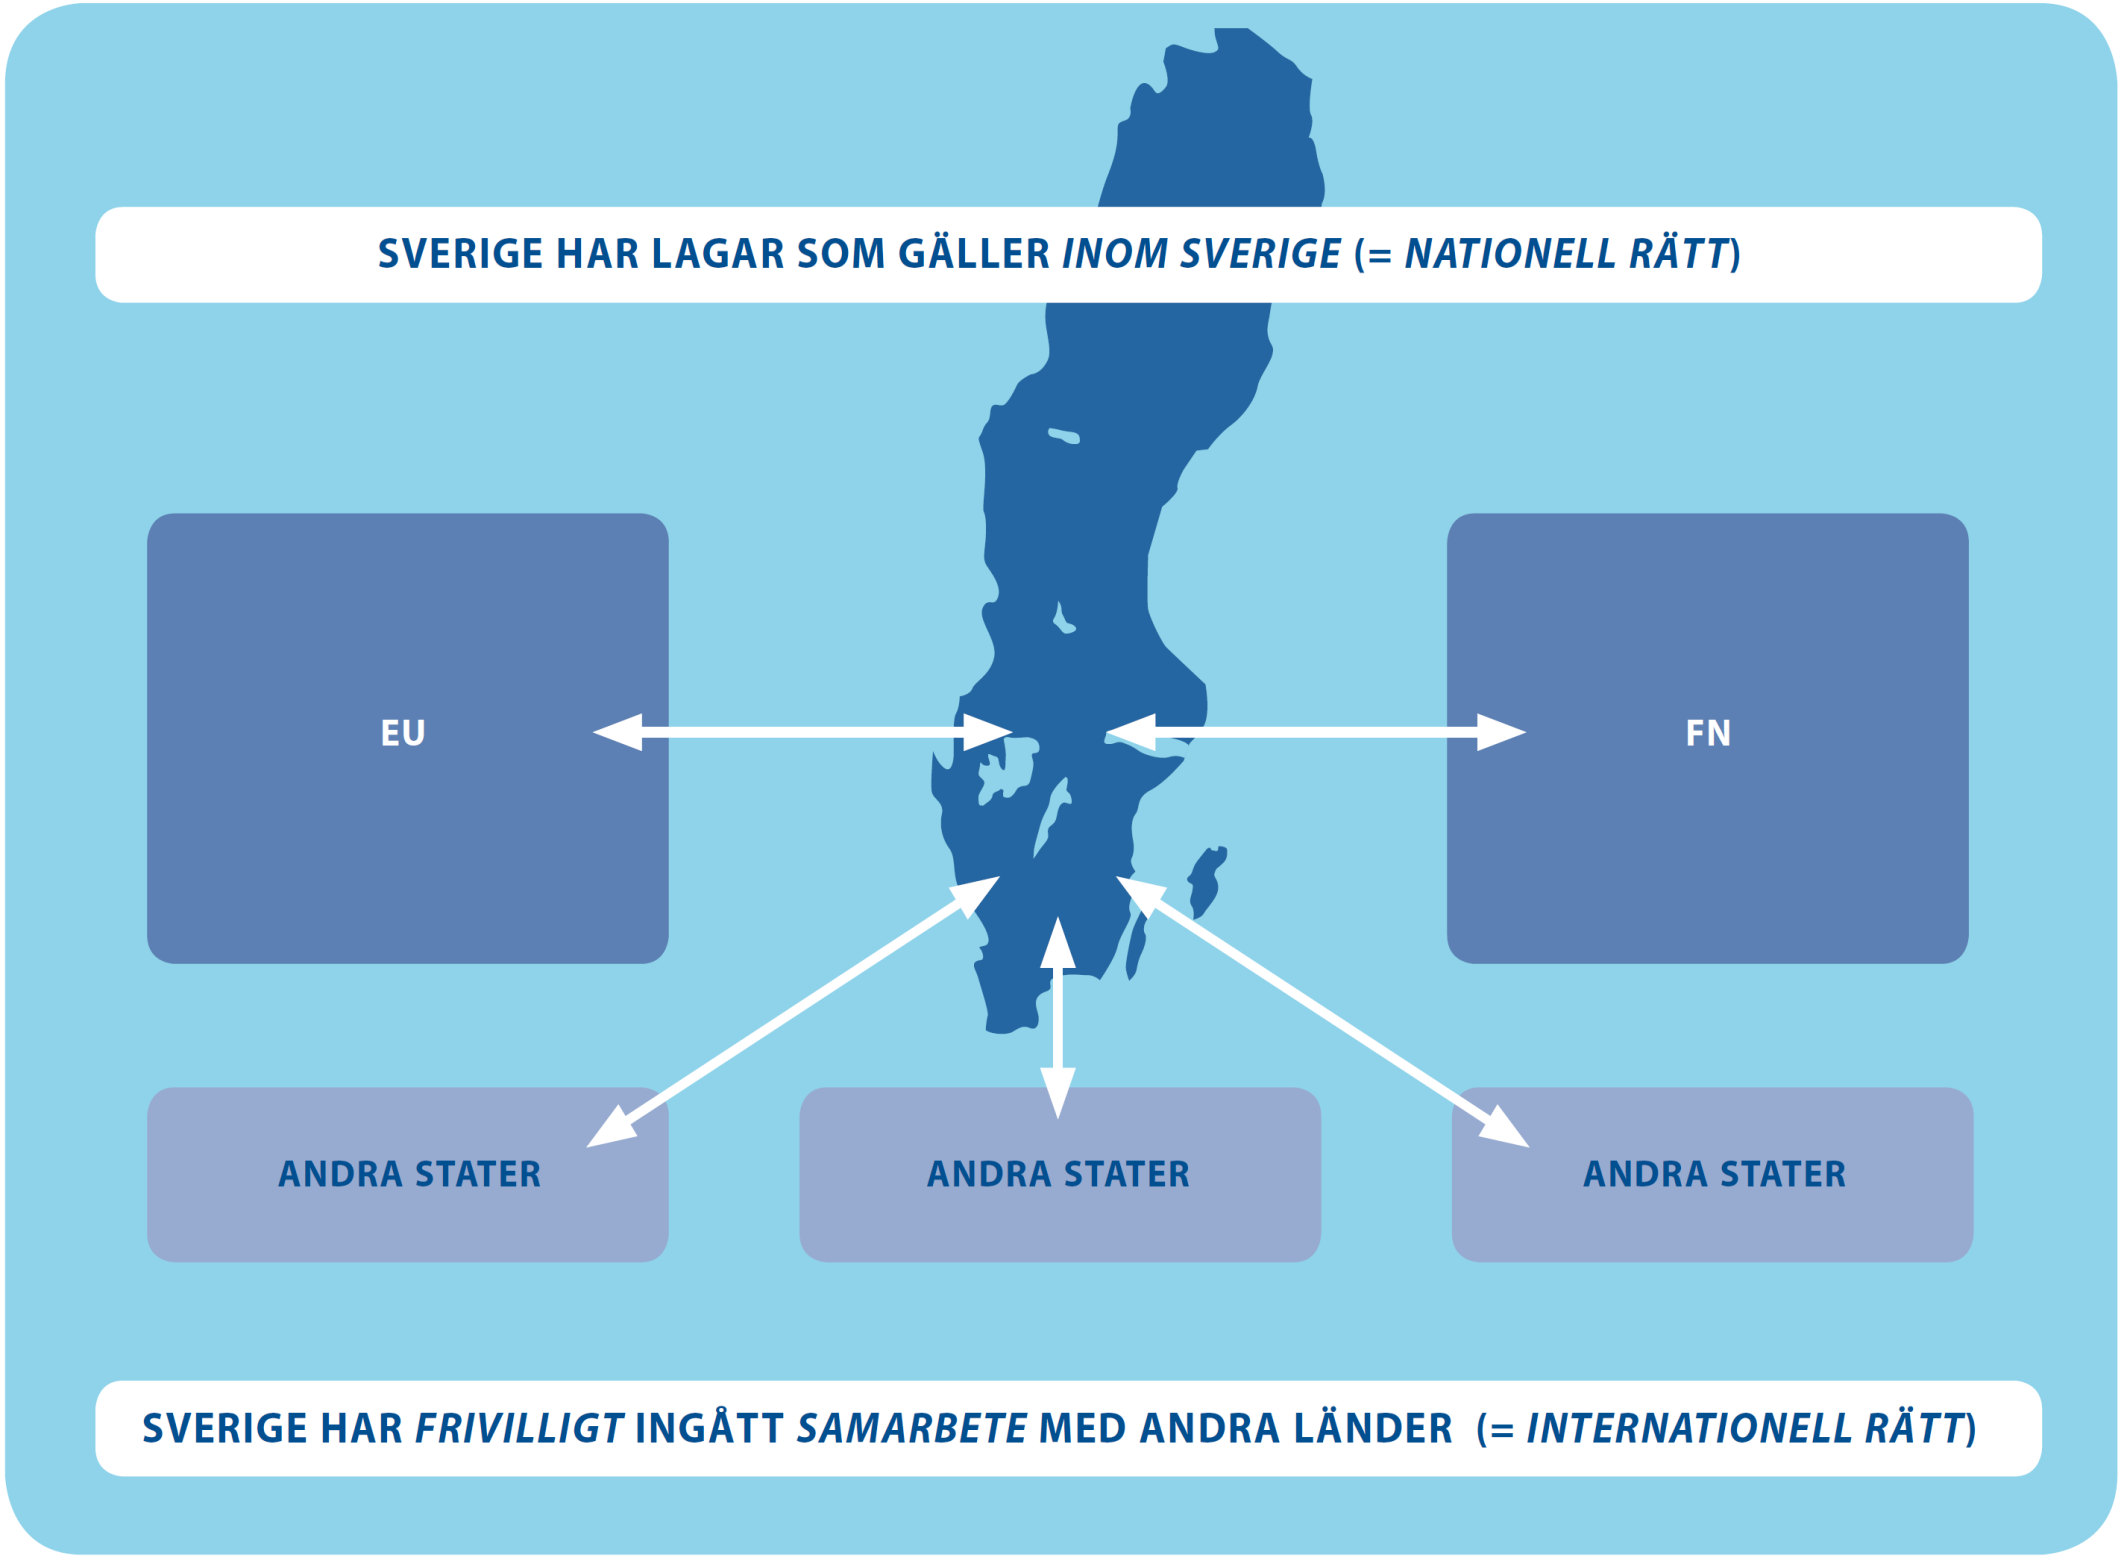 SVERIGE HAR LAGAR SOM GÄLLER INOM SVERIGE (= NATIONELL RÄTT)
EU
FN
ANDRA STATER
ANDRA STATER
ANDRA STATER
SVERIGE HAR FRIVILLIGT INGÅTT SAMARBETE MED ANDRA LÄNDER (= INTERNATIONELL RÄTT)